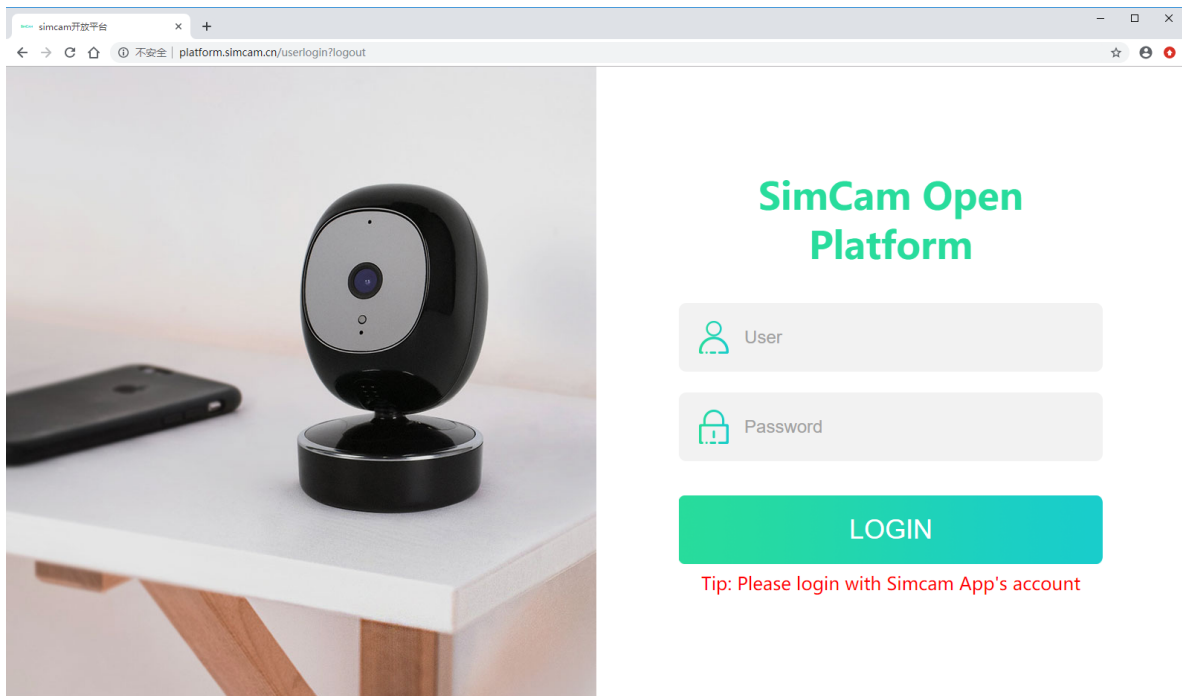 simcam开放平台
不安全 | platform.simcam.cn/userlogin?logout
SimCam Open
Platform
User
Password
LOGIN
Tip: Please login with Simcam App's account